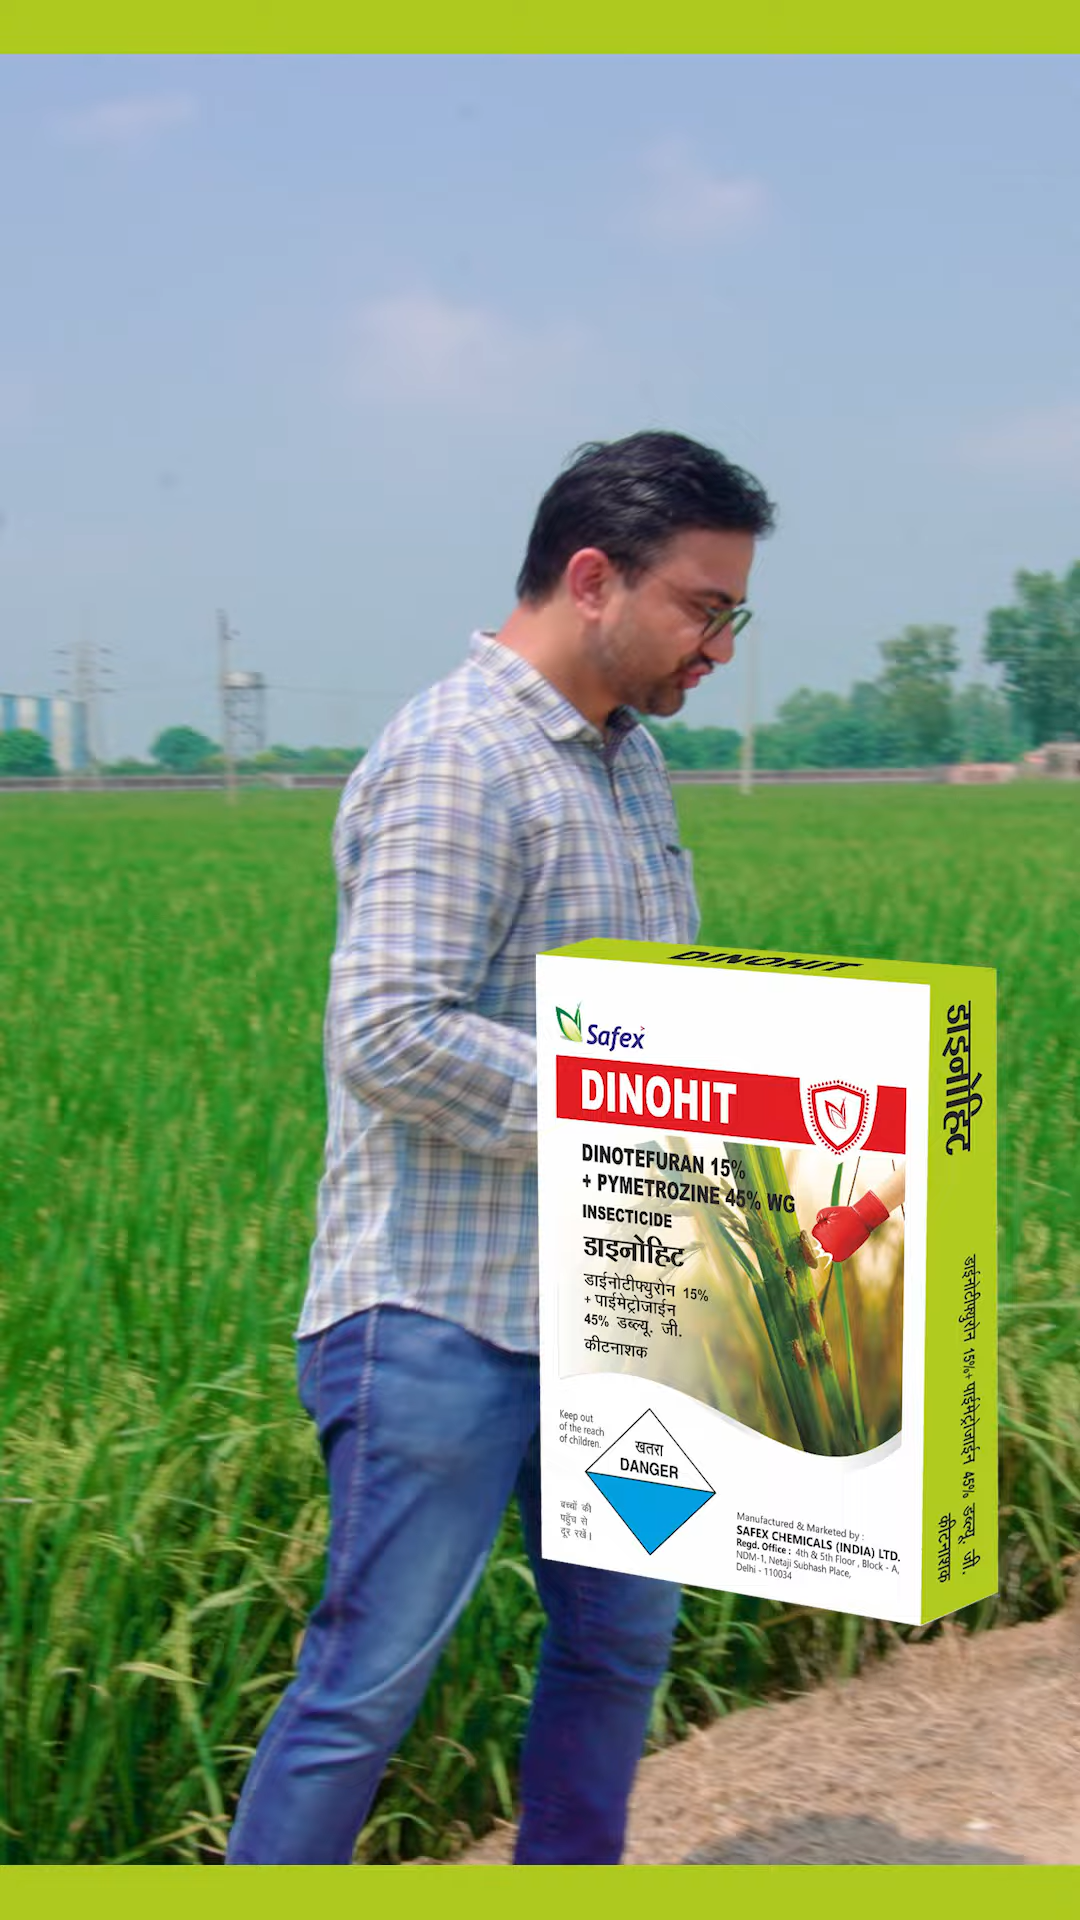 DINOHIT
Safex
DINOHIT
DINOTEFURAN 15%
+ PYMETROZINE 45% WG
INSECTICIDE
डाइनोहिट
डाईनोटीफ्युरोन 15%
+ पाईमेट्रोजाईन
45% डब्ल्यू. जी.
कीटनाशक
Keep out
of the reach
of children.
खतरा
DANGER
बच्चों की
पहुँच से
दूर रखें।
Manufactured & Marketed by :
SAFEX CHEMICALS (INDIA) LTD.
Regd. Office : 4th & 5th Floor , Block - A,
NDM-1, Netaji Subhash Place,
Delhi - 110034
डाइनोहिट
डाईनोटीफ्युरोन 15%+ पाईमेट्रोजाईन 45% डब्ल्यू. जी.
कीटनाशक